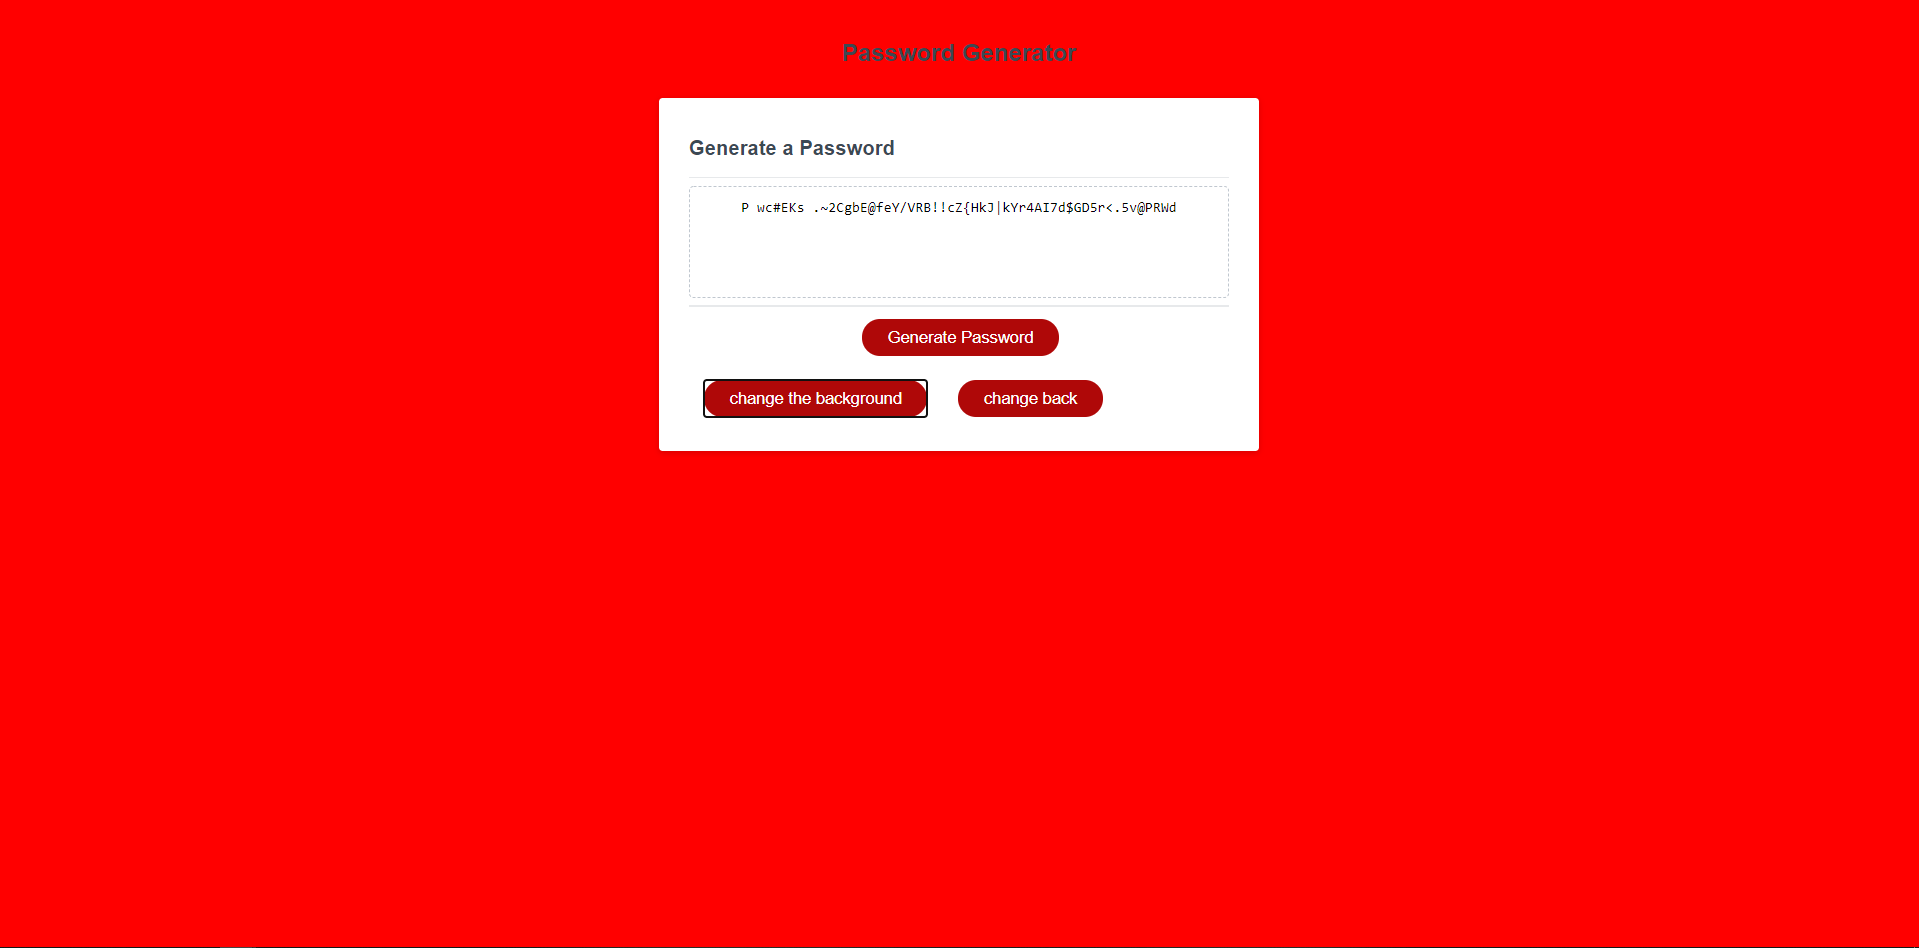 Password Generator
Generate a Password
P wc#EKs .~2CgbE@feY/VRB!!cZ{HkJ|kYr4AI7d$GD5r<.5v@PRWd
Generate Password
change the background
change back